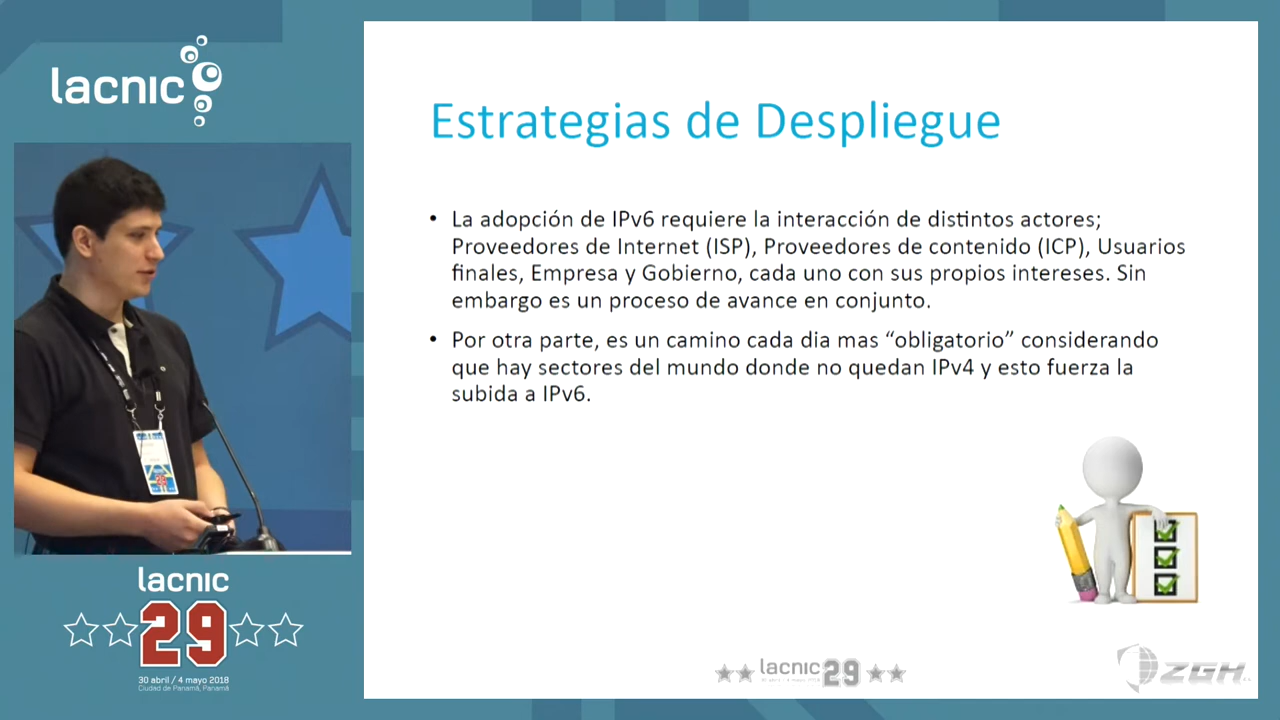 lacnic
Estrategias de Despliegue
• La adopción de IPv6 requiere la interacción de distintos actores;
Proveedores de Internet (ISP), Proveedores de contenido (ICP), Usuarios
finales, Empresa y Gobierno, cada uno con sus propios intereses. Sin
embargo es un proceso de avance en conjunto.
• Por otra parte, es un camino cada dia mas “obligatorio” considerando
que hay sectores del mundo donde no quedan IPv4 y esto fuerza la
subida a IPv6.
lacnic
29
30 abril / 4 mayo 2018
Ciudad de Panamá, Panamá
lacnic 29
ZGH